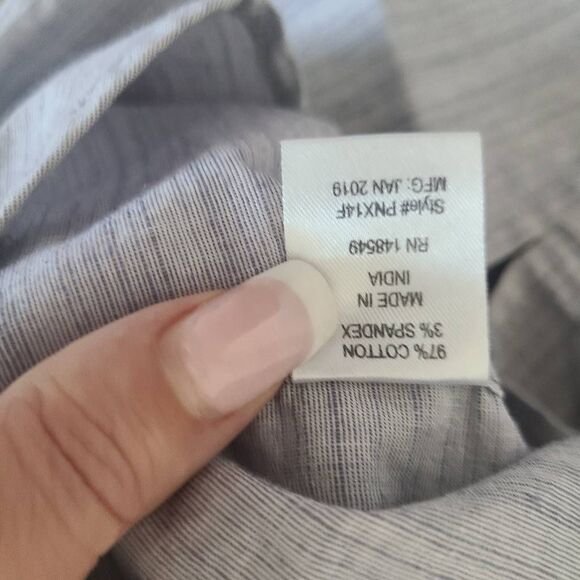 97% COTTON
3% SPANDEX
MADE IN
INDIA
RN 148549
Style# PNX14F
MFG: JAN 2019